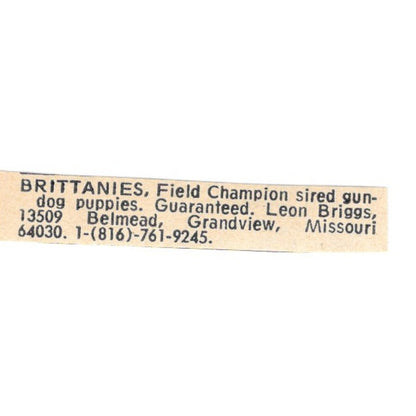 BRITTANIES, Field Champion sired gun-
dog puppies. Guaranteed. Leon Briggs,
13509 Belmead, Grandview, Missouri
64030. 1-(816)-761-9245.